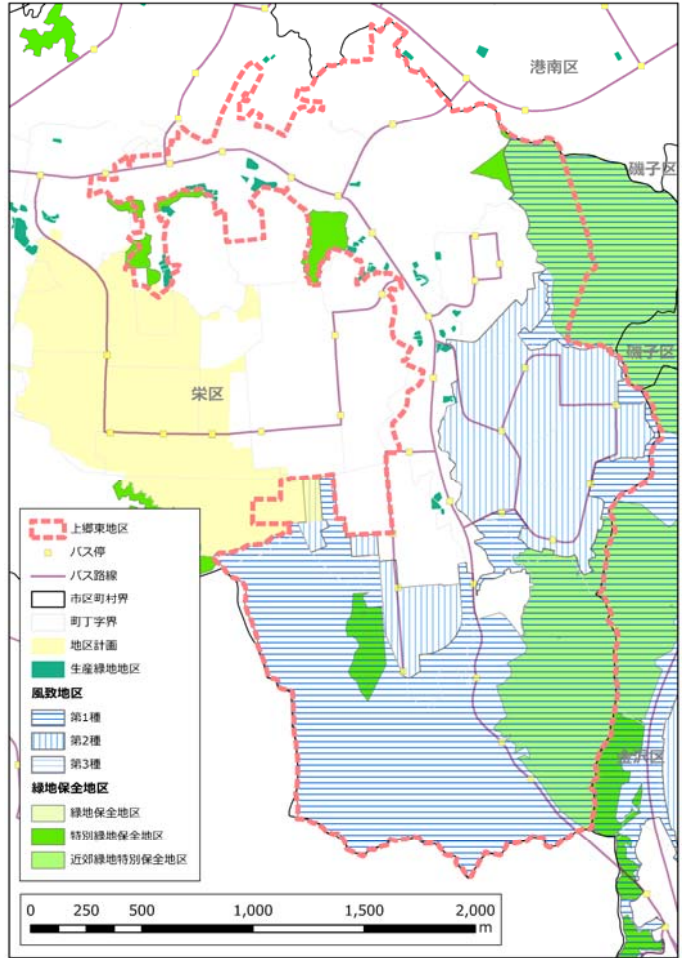 港南区
磯子区
磯子区
栄区
金沢区
上郷東地区
バス停
バス路線
市区町村界
町丁字界
地区計画
生産緑地地区
風致地区
第1種
第2種
第3種
緑地保全地区
緑地保全地区
特別緑地保全地区
近郊緑地特別保全地区
0 250 500 1,000 1,500 2,000
m